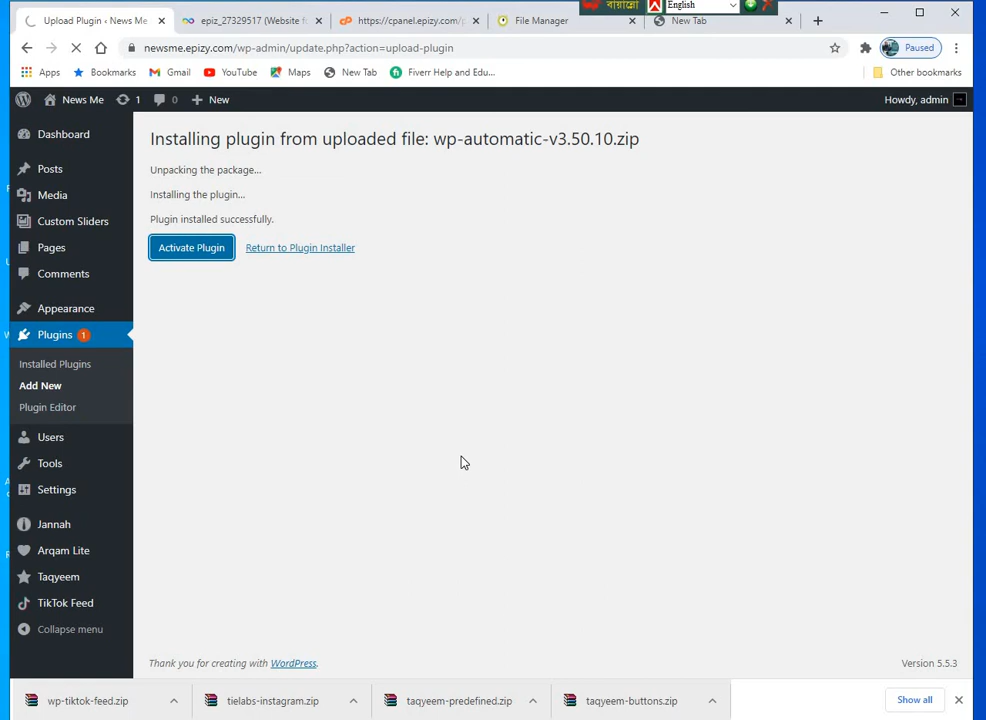 Upload Plugin ‹ News Me
epiz_27329517 (Website f
https://cpanel.epizy.com/p
File Manager
New Tab
বায়ান্নো
English
newsme.epizy.com/wp-admin/update.php?action=upload-plugin
Paused
Apps
Bookmarks
Gmail
YouTube
Maps
New Tab
Fiverr Help and Edu...
Other bookmarks
News Me
1
0
New
Howdy, admin
Dashboard
Posts
Media
Custom Sliders
Pages
Comments
Appearance
Plugins 1
Installed Plugins
Add New
Plugin Editor
Users
Tools
Settings
Jannah
Arqam Lite
Taqyeem
TikTok Feed
Collapse menu
Installing plugin from uploaded file: wp-automatic-v3.50.10.zip
Unpacking the package...
Installing the plugin...
Plugin installed successfully.
Activate Plugin
Return to Plugin Installer
Thank you for creating with WordPress.
Version 5.5.3
wp-tiktok-feed.zip
tielabs-instagram.zip
taqyeem-predefined.zip
taqyeem-buttons.zip
Show all